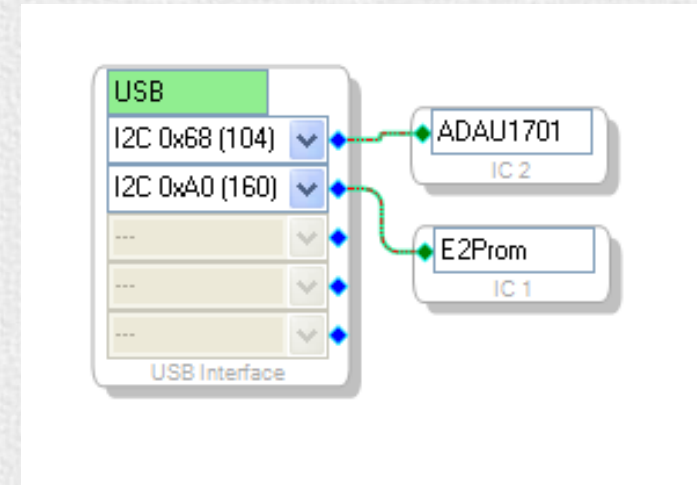 USB
I2C 0x68 (104)
I2C 0xA0 (160)
---
---
---
USB Interface
ADAU1701
IC 2
E2Prom
IC 1